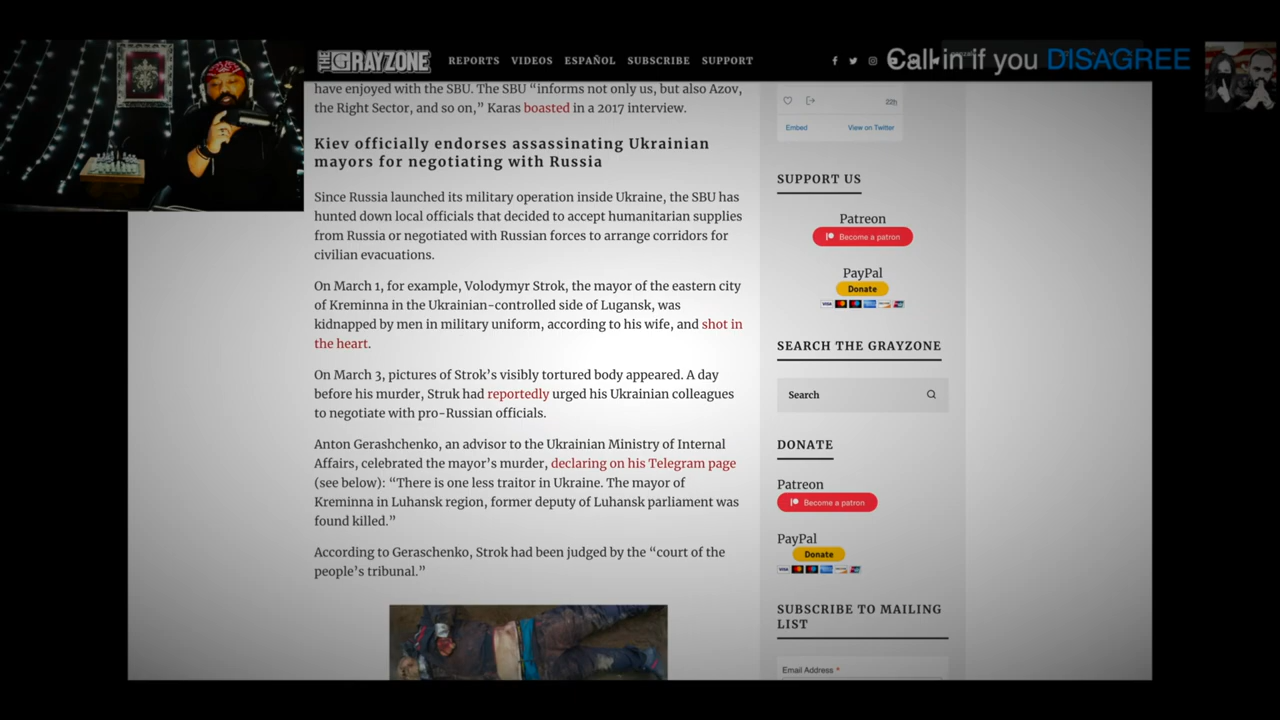 THE GRAYZONE REPORTS VIDEOS ESPAÑOL SUBSCRIBE SUPPORT
Call in if you DISAGREE
have enjoyed with the SBU. The SBU “informs not only us, but also Azov,
the Right Sector, and so on,” Karas boasted in a 2017 interview.
Kiev officially endorses assassinating Ukrainian
mayors for negotiating with Russia
Since Russia launched its military operation inside Ukraine, the SBU has
hunted down local officials that decided to accept humanitarian supplies
from Russia or negotiated with Russian forces to arrange corridors for
civilian evacuations.
On March 1, for example, Volodymyr Strok, the mayor of the eastern city
of Kreminna in the Ukrainian-controlled side of Lugansk, was
kidnapped by men in military uniform, according to his wife, and shot in
the heart.
On March 3, pictures of Strok’s visibly tortured body appeared. A day
before his murder, Struk had reportedly urged his Ukrainian colleagues
to negotiate with pro-Russian officials.
Anton Gerashchenko, an advisor to the Ukrainian Ministry of Internal
Affairs, celebrated the mayor’s murder, declaring on his Telegram page
(see below): “There is one less traitor in Ukraine. The mayor of
Kreminna in Luhansk region, former deputy of Luhansk parliament was
found killed.”
According to Geraschenko, Strok had been judged by the “court of the
people’s tribunal.”
22h
Embed View on Twitter
SUPPORT US
Patreon
Become a patron
PayPal
Donate
VISA
SEARCH THE GRAYZONE
Search
DONATE
Patreon
Become a patron
PayPal
Donate
VISA
SUBSCRIBE TO MAILING
LIST
Email Address *